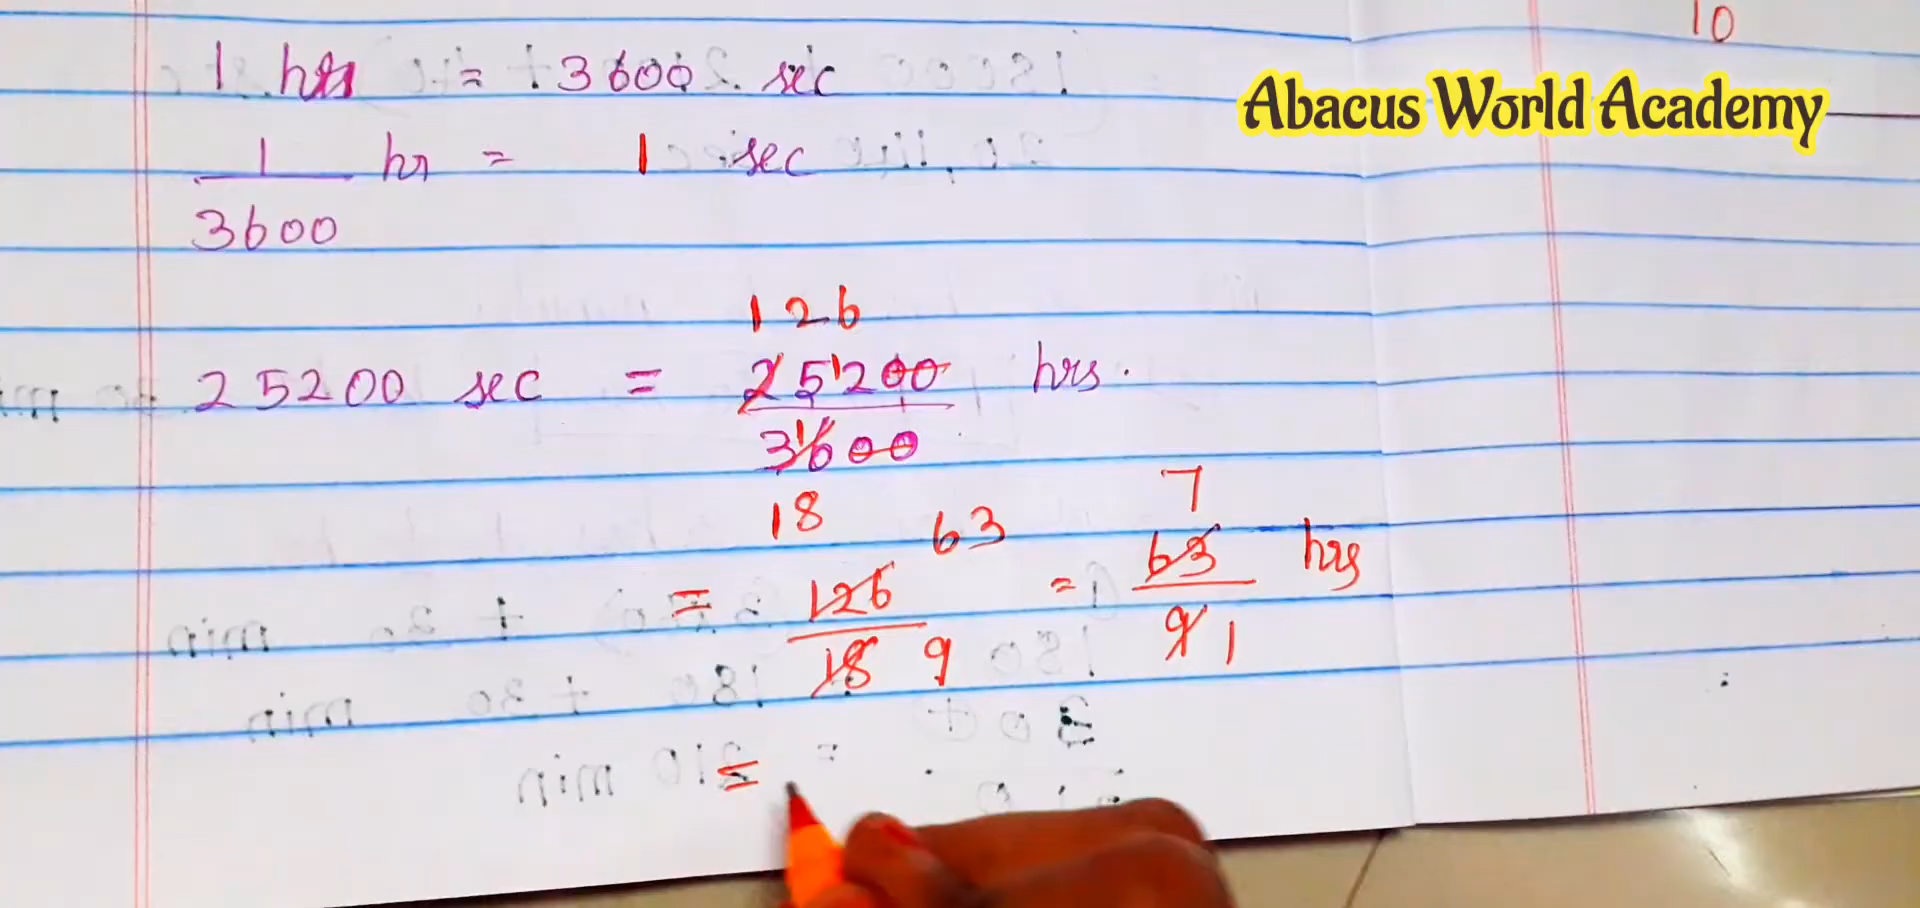 10
Abacus World Academy
1 hrs = 3600 sec
1 hr = 1 sec
3600
126
25200 sec = 25200 hrs.
3600
18 63 7
= 126 = 63 hrs
18 9 9 1
=